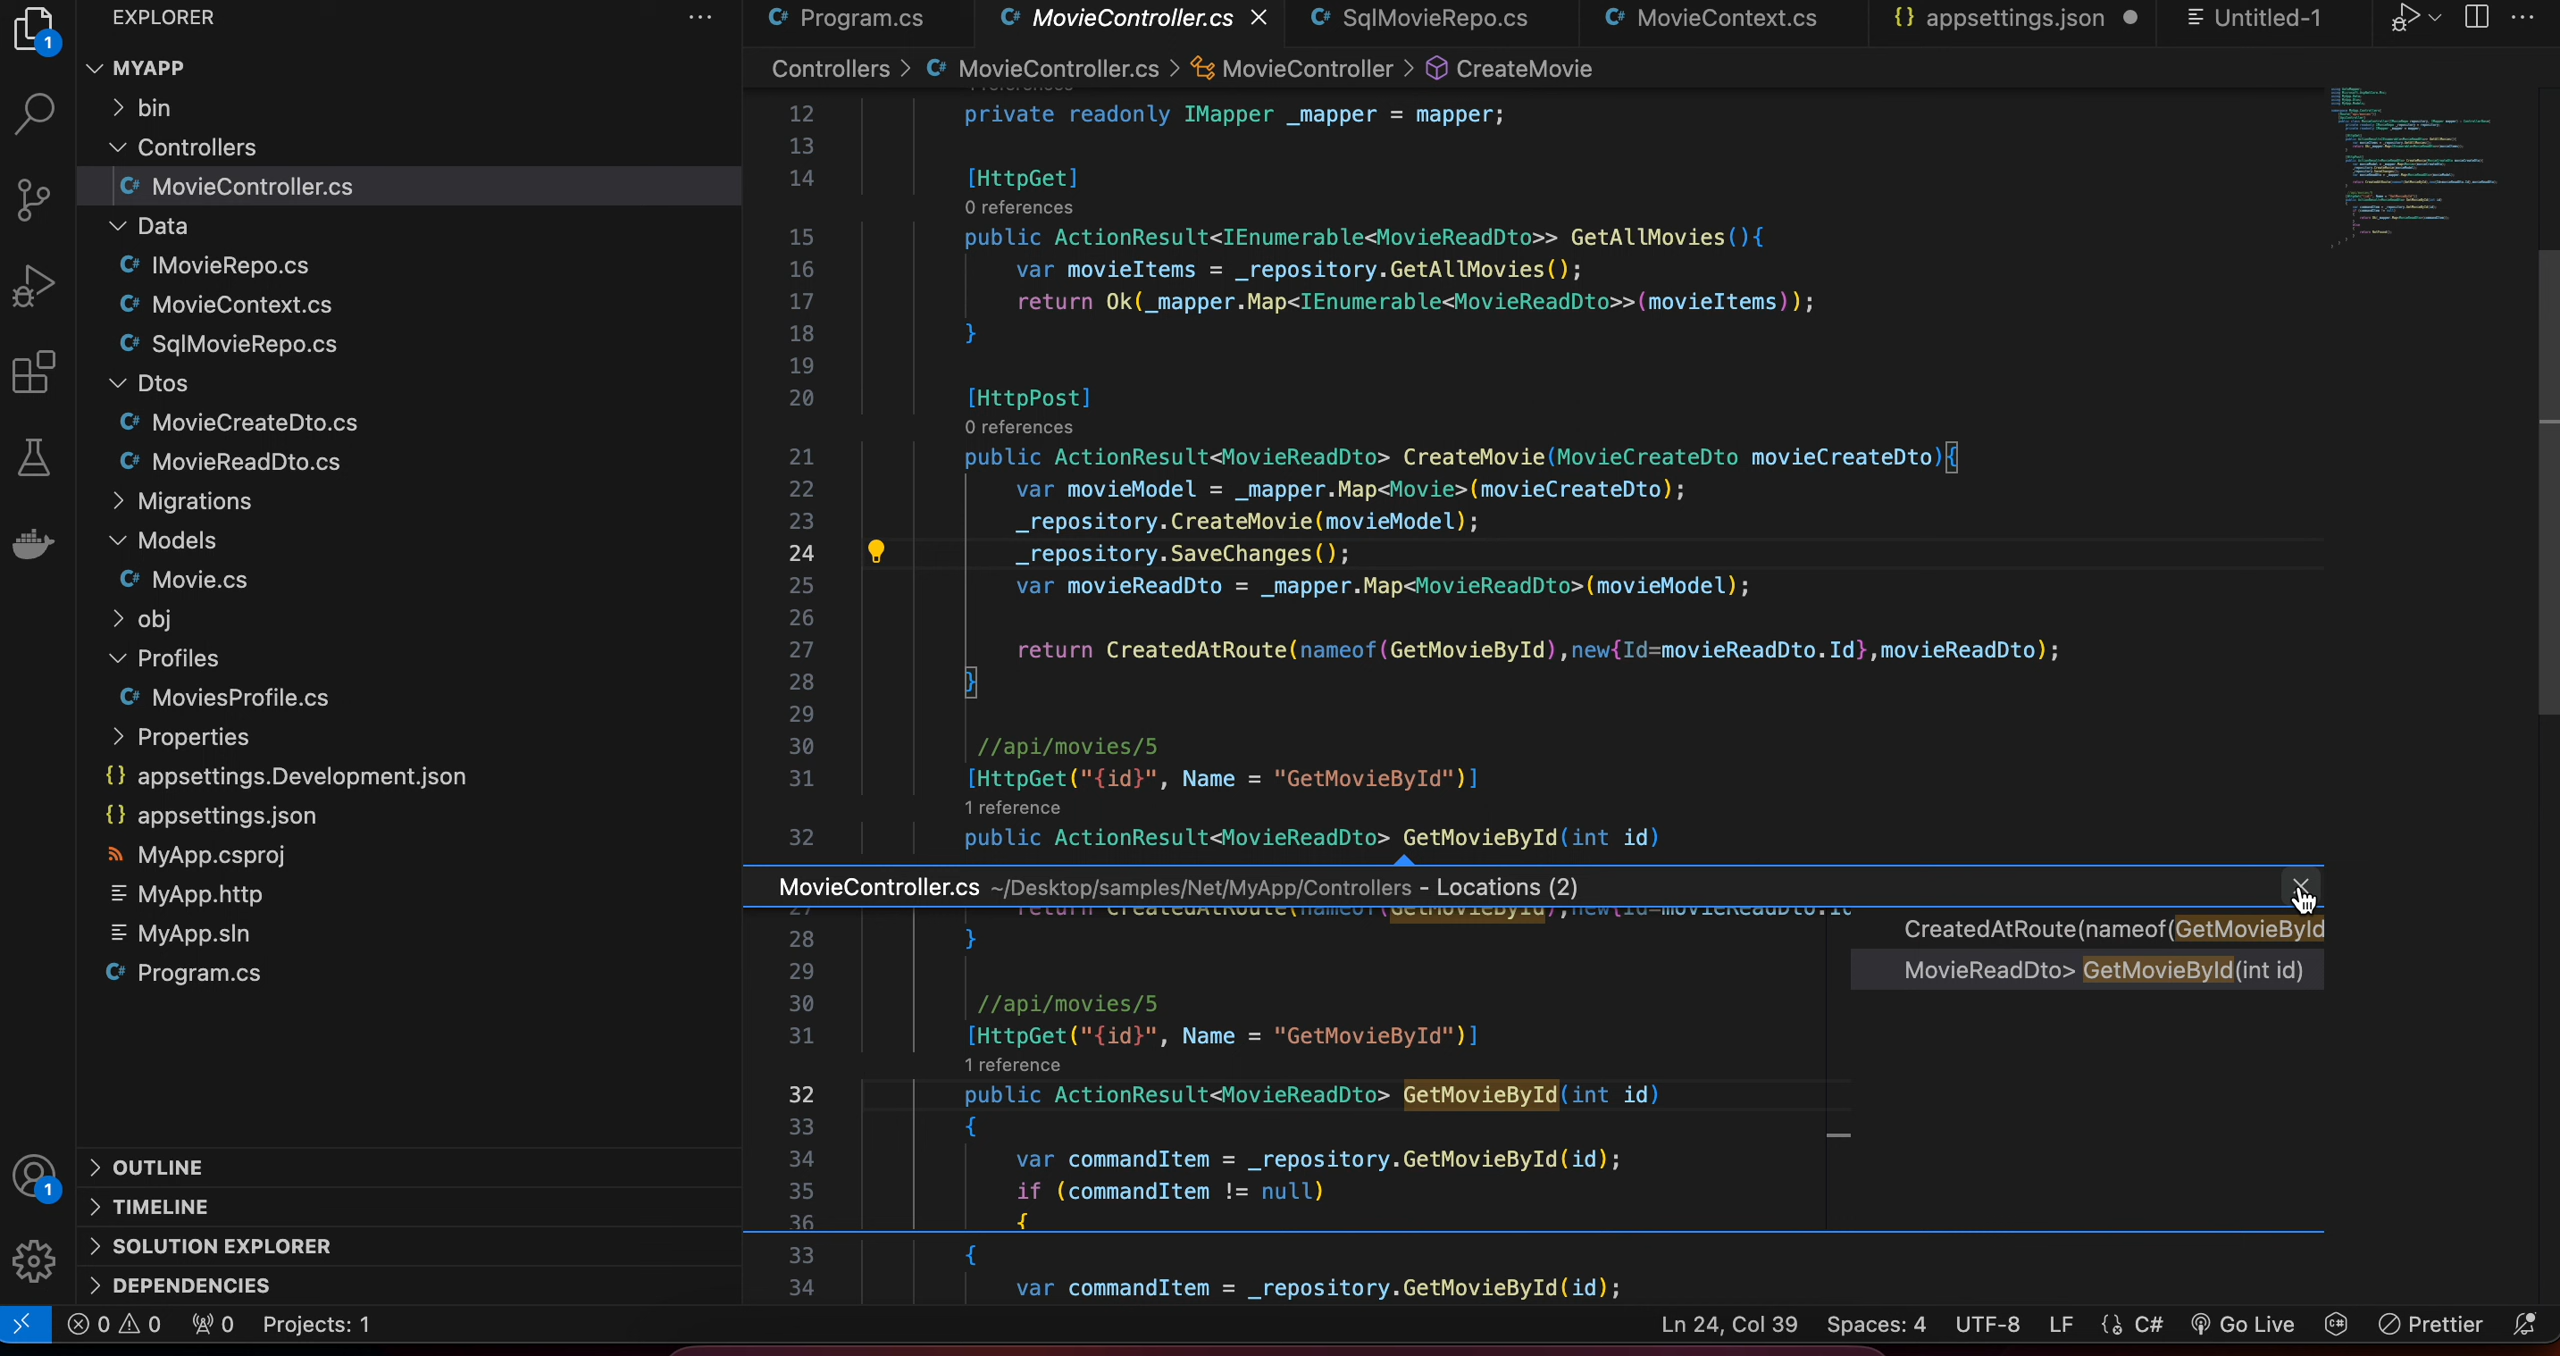 EXPLORER
1
MYAPP
bin
Controllers
MovieController.cs
Data
IMovieRepo.cs
MovieContext.cs
SqlMovieRepo.cs
Dtos
MovieCreateDto.cs
MovieReadDto.cs
Migrations
Models
Movie.cs
obj
Profiles
MoviesProfile.cs
Properties
{} appsettings.Development.json
{} appsettings.json
MyApp.csproj
MyApp.http
MyApp.sln
Program.cs
1
OUTLINE
TIMELINE
SOLUTION EXPLORER
DEPENDENCIES
Program.cs MovieController.cs SqlMovieRepo.cs MovieContext.cs {} appsettings.json Untitled-1
Controllers > MovieController.cs > MovieController > CreateMovie
12 private readonly IMapper _mapper = mapper;
13
14 [HttpGet]
0 references
15 public ActionResult<IEnumerable<MovieReadDto>> GetAllMovies(){
16 var movieItems = _repository.GetAllMovies();
17 return Ok(_mapper.Map<IEnumerable<MovieReadDto>>(movieItems));
18 }
19
20 [HttpPost]
0 references
21 public ActionResult<MovieReadDto> CreateMovie(MovieCreateDto movieCreateDto){
22 var movieModel = _mapper.Map<Movie>(movieCreateDto);
23 _repository.CreateMovie(movieModel);
24 _repository.SaveChanges();
25 var movieReadDto = _mapper.Map<MovieReadDto>(movieModel);
26
27 return CreatedAtRoute(nameof(GetMovieById),new{Id=movieReadDto.Id},movieReadDto);
28 }
29
30 //api/movies/5
31 [HttpGet("{id}", Name = "GetMovieById")]
1 reference
32 public ActionResult<MovieReadDto> GetMovieById(int id)
MovieController.cs ~/Desktop/samples/Net/MyApp/Controllers - Locations (2)
27 return CreatedAtRoute(nameof(GetMovieById),new{Id=movieReadDto.Id
28 }
29
30 //api/movies/5
31 [HttpGet("{id}", Name = "GetMovieById")]
1 reference
32 public ActionResult<MovieReadDto> GetMovieById(int id)
33 {
34 var commandItem = _repository.GetMovieById(id);
35 if (commandItem != null)
36 {
CreatedAtRoute(nameof(GetMovieById
MovieReadDto> GetMovieById(int id)
33 {
34 var commandItem = _repository.GetMovieById(id);
0 0 0 Projects: 1 Ln 24, Col 39 Spaces: 4 UTF-8 LF C# Go Live Prettier